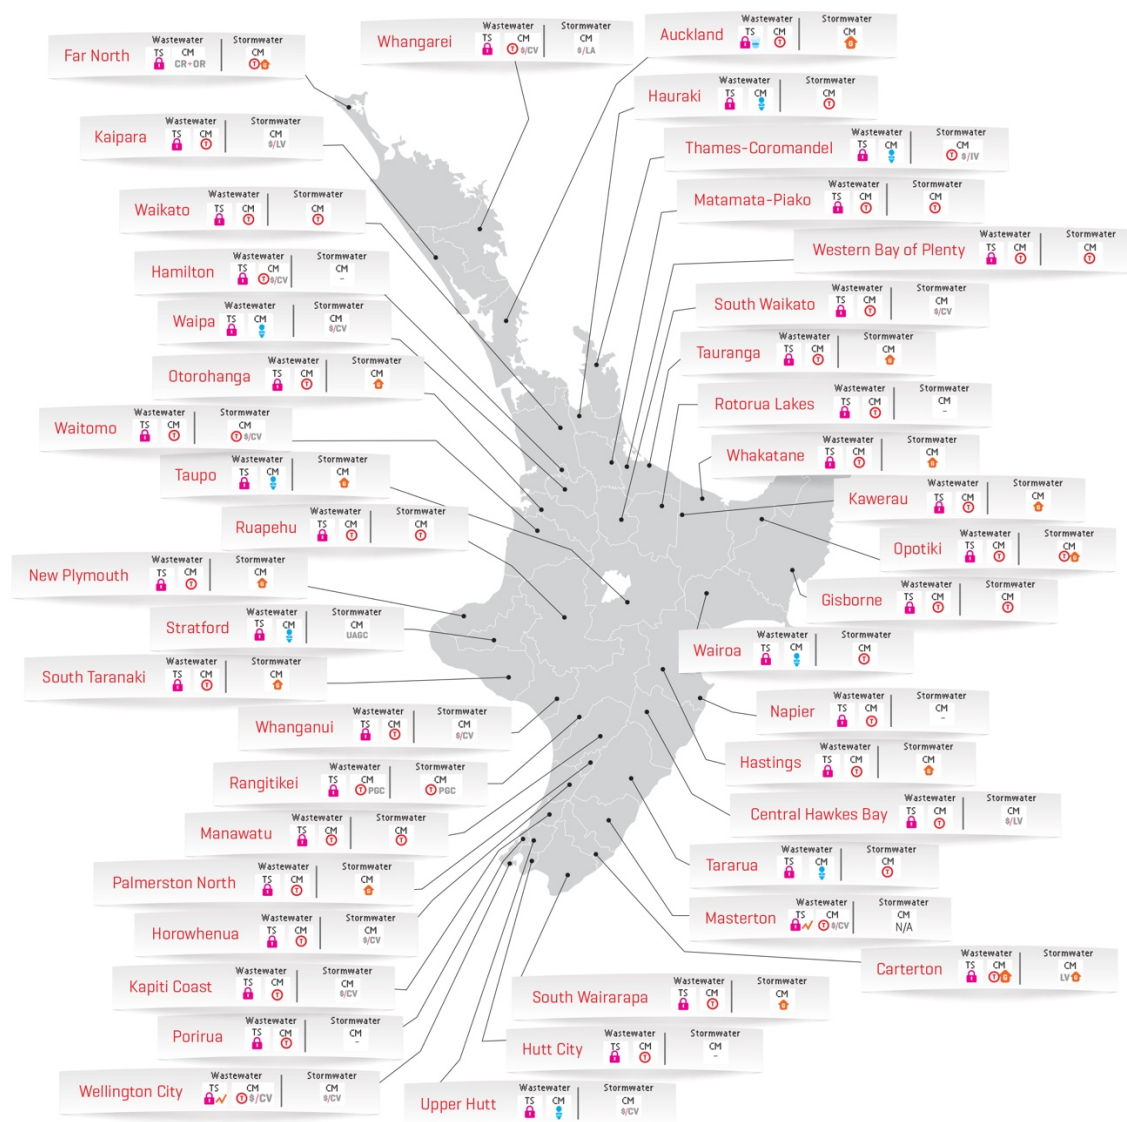 Far North
Wastewater Stormwater
TS CM CM
CR+OR
Whangarei
Wastewater Stormwater
TS CM CM
$/CV $/LA
Auckland
Wastewater Stormwater
TS CM CM
Hauraki
Wastewater Stormwater
TS CM CM
Kaipara
Wastewater Stormwater
TS CM CM
$/LV
Thames-Coromandel
Wastewater Stormwater
TS CM CM
$/IV
Waikato
Wastewater Stormwater
TS CM CM
Matamata-Piako
Wastewater Stormwater
TS CM CM
Western Bay of Plenty
Wastewater Stormwater
TS CM CM
Hamilton
Wastewater Stormwater
TS CM CM
$/CV -
South Waikato
Wastewater Stormwater
TS CM CM
$/CV
Waipa
Wastewater Stormwater
TS CM CM
$/CV
Tauranga
Wastewater Stormwater
TS CM CM
Otorohanga
Wastewater Stormwater
TS CM CM
Rotorua Lakes
Wastewater Stormwater
TS CM CM
-
Waitomo
Wastewater Stormwater
TS CM CM
$/CV
Whakatane
Wastewater Stormwater
TS CM CM
Taupo
Wastewater Stormwater
TS CM CM
Kawerau
Wastewater Stormwater
TS CM CM
Ruapehu
Wastewater Stormwater
TS CM CM
Opotiki
Wastewater Stormwater
TS CM CM
New Plymouth
Wastewater Stormwater
TS CM CM
Gisborne
Wastewater Stormwater
TS CM CM
Stratford
Wastewater Stormwater
TS CM CM
UAGC
Wairoa
Wastewater Stormwater
TS CM CM
South Taranaki
Wastewater Stormwater
TS CM CM
Napier
Wastewater Stormwater
TS CM CM
-
Whanganui
Wastewater Stormwater
TS CM CM
$/CV
Hastings
Wastewater Stormwater
TS CM CM
Rangitikei
Wastewater Stormwater
TS CM CM
PGC PGC
Central Hawkes Bay
Wastewater Stormwater
TS CM CM
$/LV
Manawatu
Wastewater Stormwater
TS CM CM
Tararua
Wastewater Stormwater
TS CM CM
Palmerston North
Wastewater Stormwater
TS CM CM
Masterton
Wastewater Stormwater
TS CM CM
$/CV N/A
Horowhenua
Wastewater Stormwater
TS CM CM
$/CV
Carterton
Wastewater Stormwater
TS CM CM
LV
Kapiti Coast
Wastewater Stormwater
TS CM CM
$/CV
South Wairarapa
Wastewater Stormwater
TS CM CM
Porirua
Wastewater Stormwater
TS CM CM
-
Hutt City
Wastewater Stormwater
TS CM CM
-
Wellington City
Wastewater Stormwater
TS CM CM
$/CV $/CV
Upper Hutt
Wastewater Stormwater
TS CM CM
$/CV